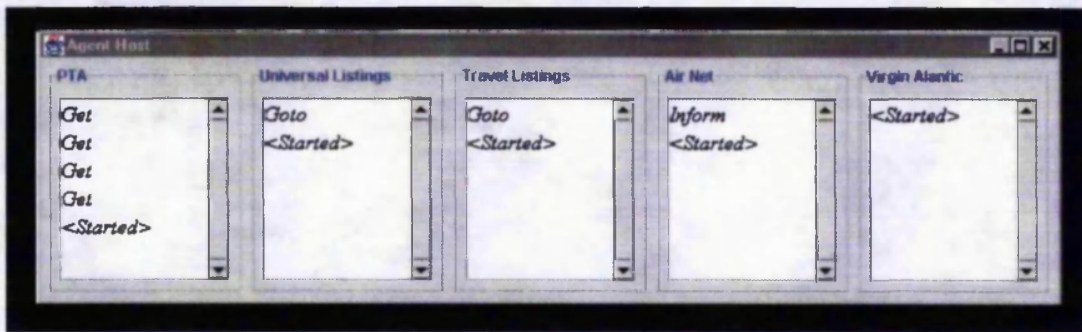 Agent Host
PTA
Get
Get
Get
Get
<Started>
Universal Listings
Goto
<Started>
Travel Listings
Goto
<Started>
Air Net
Inform
<Started>
Virgin Alantic
<Started>